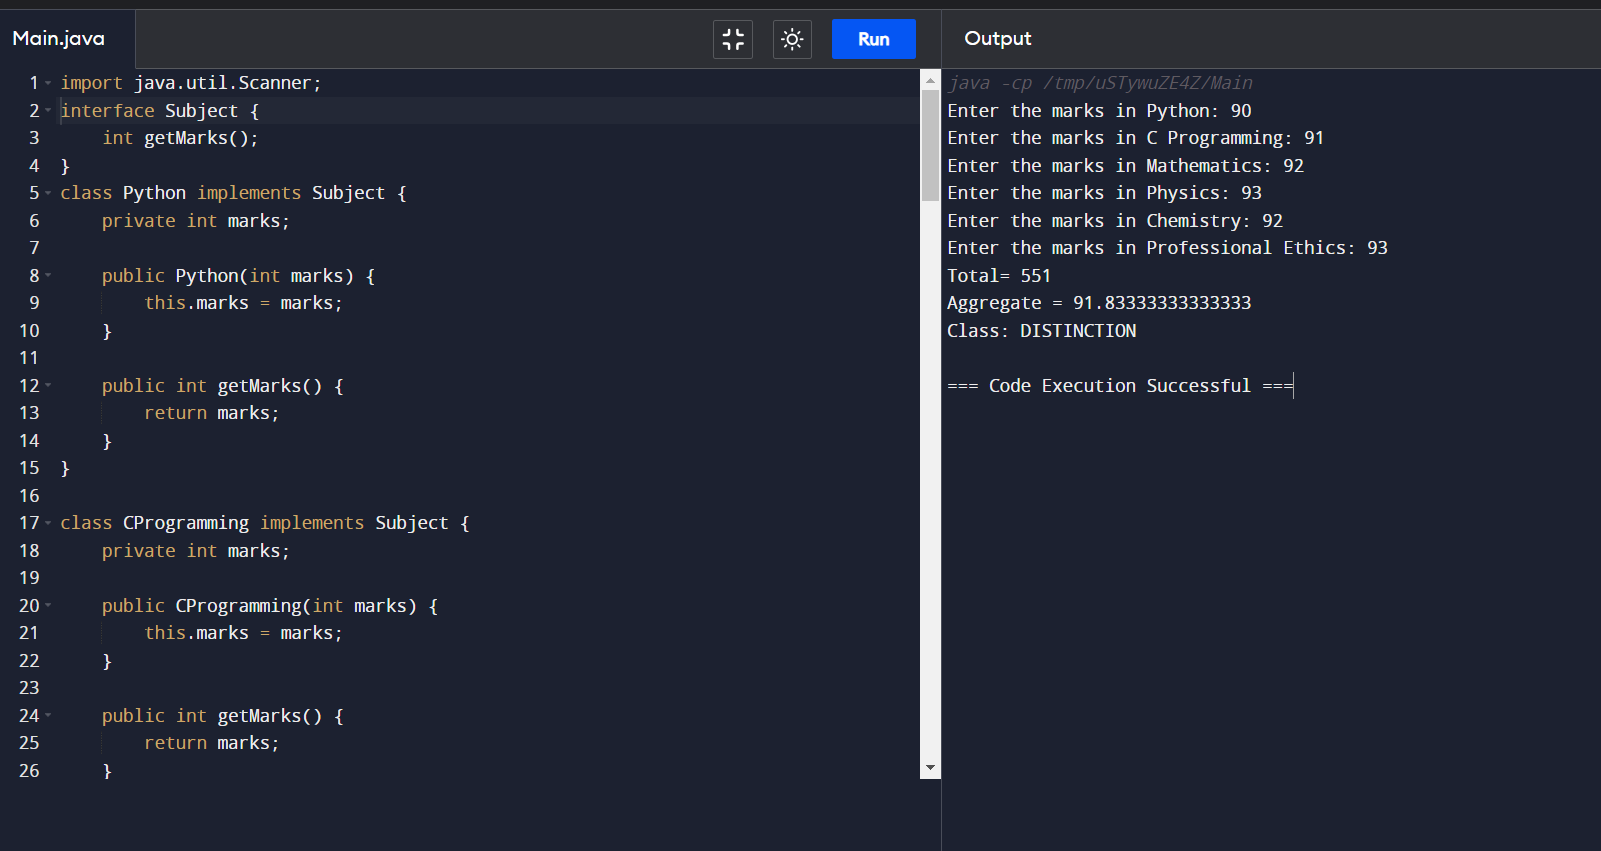 Main.java
Run
Output
1 import java.util.Scanner;
2 interface Subject {
3     int getMarks();
4 }
5 class Python implements Subject {
6     private int marks;
7
8     public Python(int marks) {
9         this.marks = marks;
10     }
11
12     public int getMarks() {
13         return marks;
14     }
15 }
16
17 class CProgramming implements Subject {
18     private int marks;
19
20     public CProgramming(int marks) {
21         this.marks = marks;
22     }
23
24     public int getMarks() {
25         return marks;
26     }
java -cp /tmp/uSTywuZE4Z/Main
Enter the marks in Python: 90
Enter the marks in C Programming: 91
Enter the marks in Mathematics: 92
Enter the marks in Physics: 93
Enter the marks in Chemistry: 92
Enter the marks in Professional Ethics: 93
Total= 551
Aggregate = 91.83333333333333
Class: DISTINCTION
=== Code Execution Successful ===